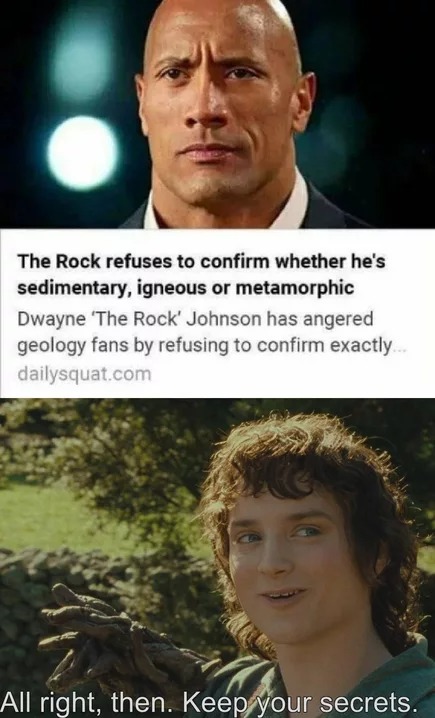 The Rock refuses to confirm whether he's
sedimentary, igneous or metamorphic
Dwayne 'The Rock' Johnson has angered
geology fans by refusing to confirm exactly...
dailysquat.com
All right, then. Keep your secrets.